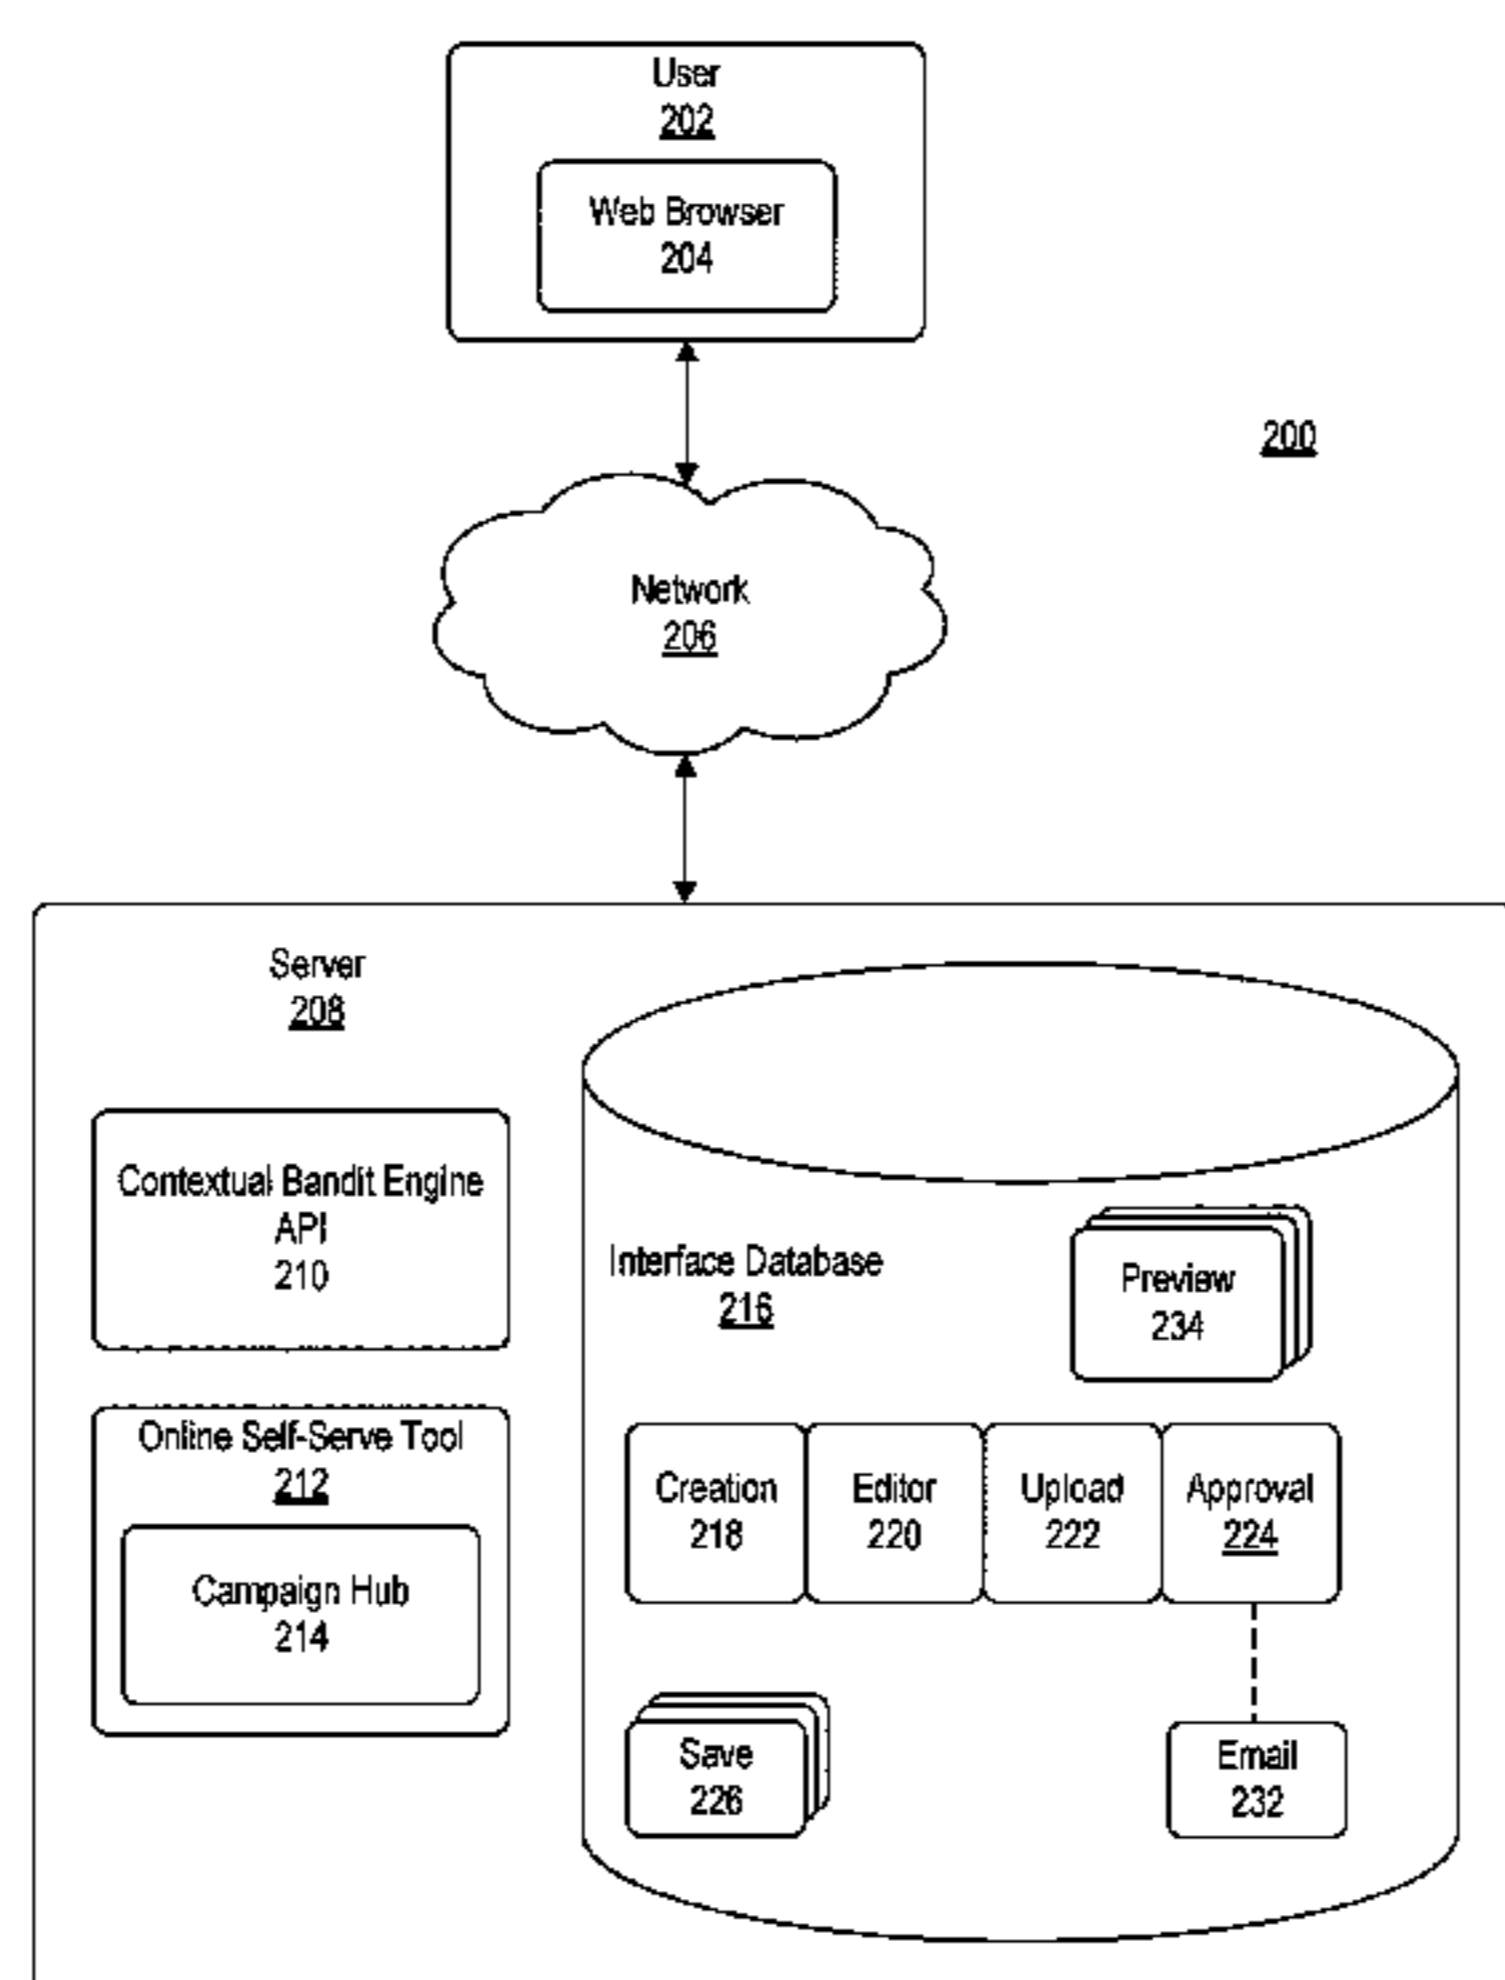 User
202
Web Browser
204
200
Network
206
Server
208
Contextual Bandit Engine
API
210
Online Self-Serve Tool
212
Campaign Hub
214
Interface Database
216
Preview
234
Creation
218
Editor
220
Upload
222
Approval
224
Save
226
Email
232